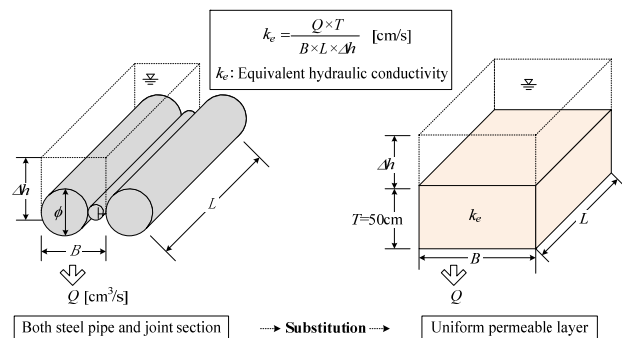 k_e = Q×T / B×L×Δh [cm/s]
k_e : Equivalent hydraulic conductivity
Δh
ϕ
L
B
Q [cm³/s]
Δh
T=50cm
k_e
L
B
Q
Both steel pipe and joint section
Substitution
Uniform permeable layer